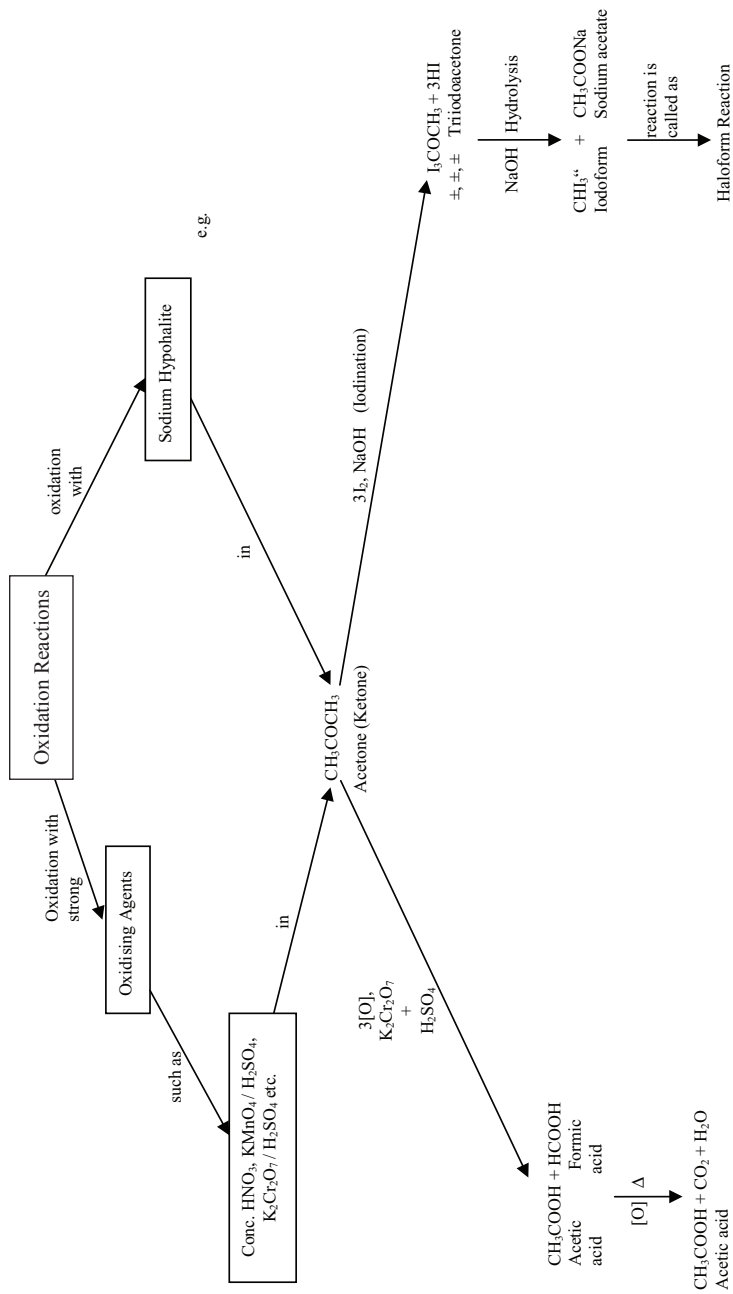 Oxidation Reactions
Oxidation with
strong
oxidation
with
Oxidising Agents
Sodium Hypohalite
e.g.
such as
in
Conc. HNO₃, KMnO₄ / H₂SO₄,
K₂Cr₂O₇ / H₂SO₄ etc.
in
CH₃COCH₃
Acetone (Ketone)
3[O],
K₂Cr₂O₇
+
H₂SO₄
3I₂, NaOH (Iodination)
CH₃COOH + HCOOH
Acetic Formic
acid acid
[O] Δ
CH₃COOH + CO₂ + H₂O
Acetic acid
I₃COCH₃ + 3HI
±, ±, ± Triiodoacetone
NaOH Hydrolysis
CHI₃“ + CH₃COONa
Iodoform Sodium acetate
reaction is
called as
Haloform Reaction